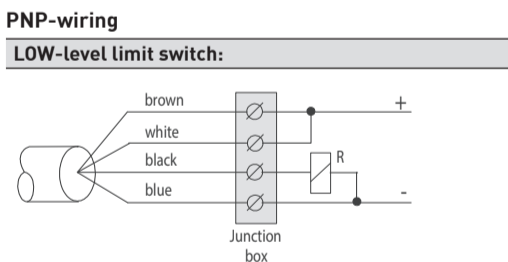 PNP-wiring
LOW-level limit switch:
brown
+
white
black
R
blue
-
Junction
box